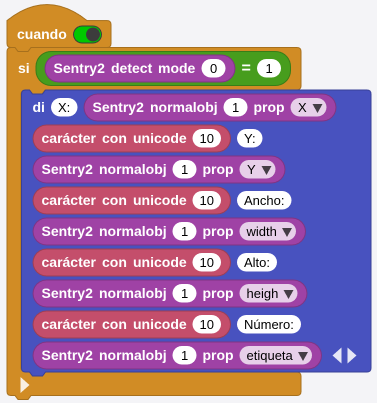 cuando
si Sentry2 detect mode 0 = 1
di X: Sentry2 normalobj 1 prop X
carácter con unicode 10 Y:
Sentry2 normalobj 1 prop Y
carácter con unicode 10 Ancho:
Sentry2 normalobj 1 prop width
carácter con unicode 10 Alto:
Sentry2 normalobj 1 prop heigh
carácter con unicode 10 Número:
Sentry2 normalobj 1 prop etiqueta